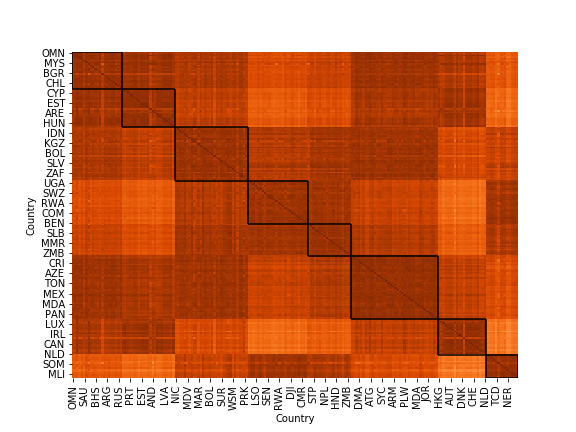 OMN
MYS
BGR
CHL
CYP
EST
ARE
HUN
IDN
KGZ
BOL
SLV
ZAF
UGA
SWZ
RWA
COM
BEN
SLB
MMR
ZMB
CRI
AZE
TON
MEX
MDA
PAN
LUX
IRL
CAN
NLD
SOM
MLI
Country
OMN SAU BHS ARG RUS PRT EST AND LVA NIC MDV MAR BOL SUR WSM PRK LSO SEN RWA DJI CMR STP NPL HND ZMB DMA ATG SYC ARM PLW MDA JOR HKG AUT DNK CHE NLD TCD NER
Country